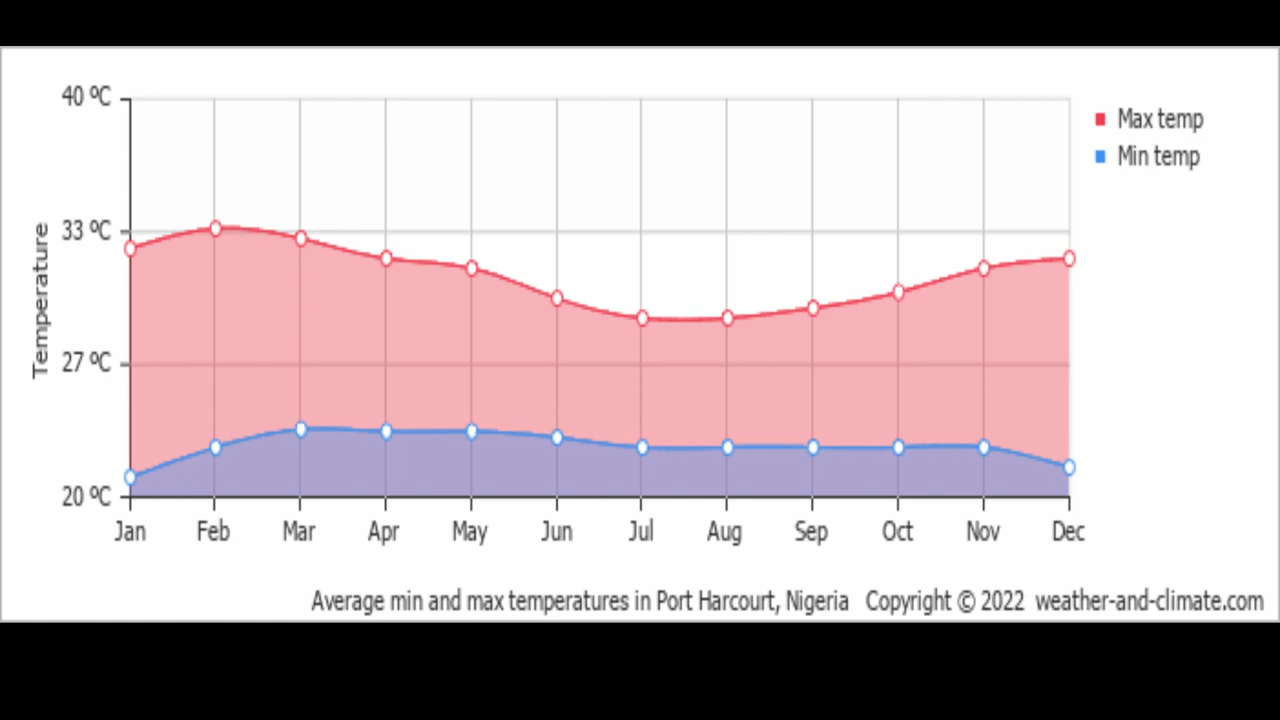 40 ºC
33 ºC
27 ºC
20 ºC
Temperature
Max temp
Min temp
Jan Feb Mar Apr May Jun Jul Aug Sep Oct Nov Dec
Average min and max temperatures in Port Harcourt, Nigeria Copyright © 2022 weather-and-climate.com